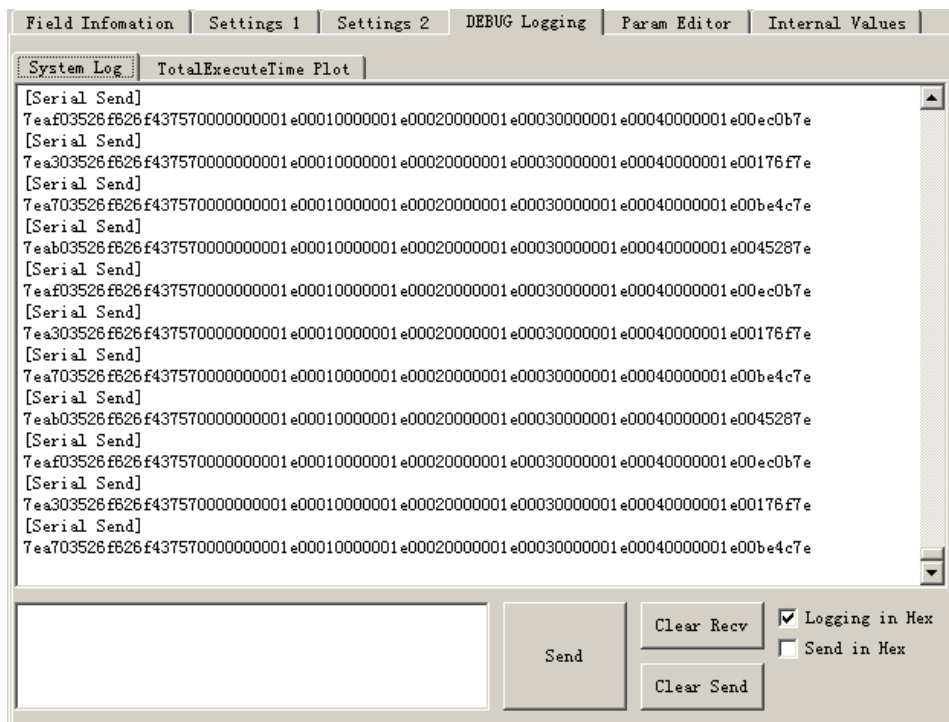 Field Infomation
Settings 1
Settings 2
DEBUG Logging
Param Editor
Internal Values
System Log
TotalExecuteTime Plot
[Serial Send]
7eaf03526f626f437570000000001e00010000001e00020000001e00030000001e00040000001e00ec0b7e
[Serial Send]
7ea303526f626f437570000000001e00010000001e00020000001e00030000001e00040000001e00176f7e
[Serial Send]
7ea703526f626f437570000000001e00010000001e00020000001e00030000001e00040000001e00be4c7e
[Serial Send]
7eab03526f626f437570000000001e00010000001e00020000001e00030000001e00040000001e0045287e
[Serial Send]
7eaf03526f626f437570000000001e00010000001e00020000001e00030000001e00040000001e00ec0b7e
[Serial Send]
7ea303526f626f437570000000001e00010000001e00020000001e00030000001e00040000001e00176f7e
[Serial Send]
7ea703526f626f437570000000001e00010000001e00020000001e00030000001e00040000001e00be4c7e
[Serial Send]
7eab03526f626f437570000000001e00010000001e00020000001e00030000001e00040000001e0045287e
[Serial Send]
7eaf03526f626f437570000000001e00010000001e00020000001e00030000001e00040000001e00ec0b7e
[Serial Send]
7ea303526f626f437570000000001e00010000001e00020000001e00030000001e00040000001e00176f7e
[Serial Send]
7ea703526f626f437570000000001e00010000001e00020000001e00030000001e00040000001e00be4c7e
Send
Clear Recv
Clear Send
Logging in Hex
Send in Hex